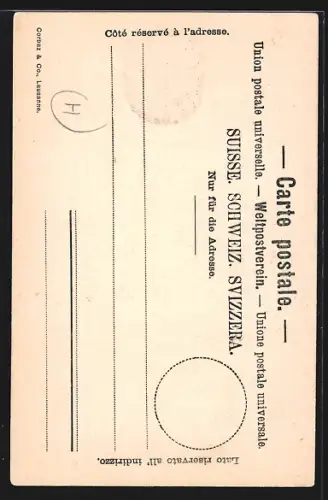 — Carte postale. —
Union postale universelle. — Weltpostverein. — Unione postale universale.
SUISSE. SCHWEIZ. SVIZZERA.
Nur für die Adresse.
Côté réservé à l'adresse.
Lato riservato all' indirizzo.
H
Corbaz & Co., Lausanne.